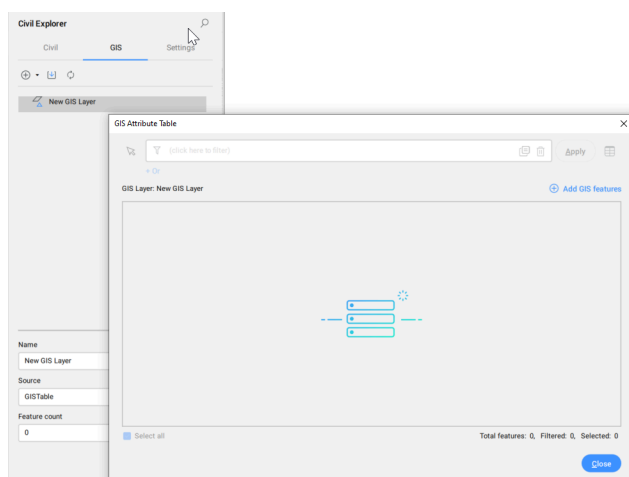 Civil Explorer
Civil GIS Settings
New GIS Layer
GIS Attribute Table
(click here to filter)
Apply
+ Or
GIS Layer: New GIS Layer
Add GIS features
Name
New GIS Layer
Source
GISTable
Feature count
0
Select all
Total features: 0, Filtered: 0, Selected: 0
Close